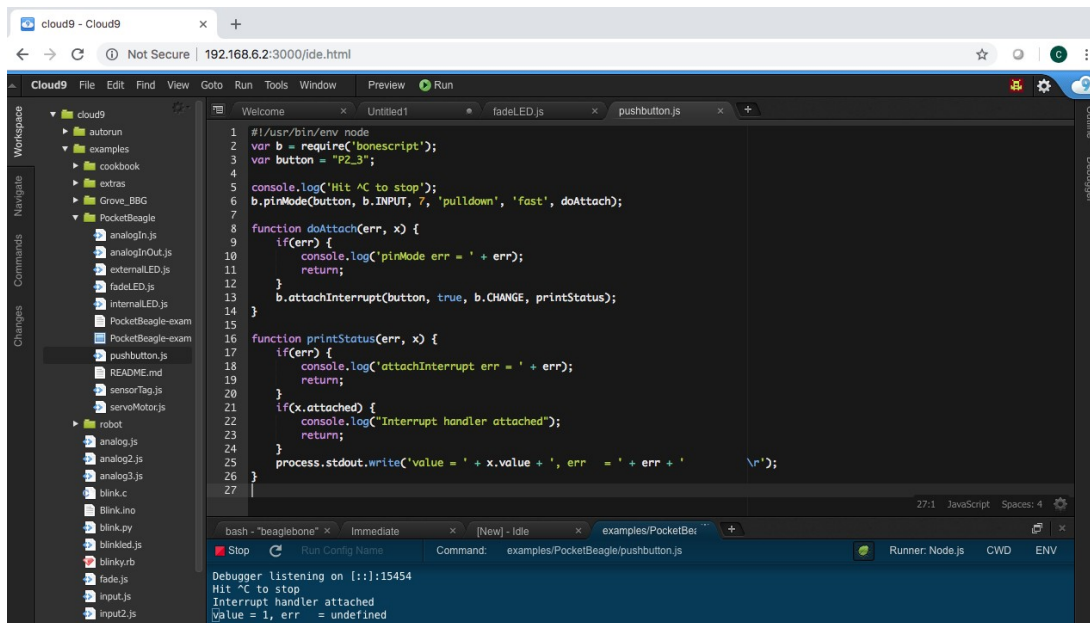 cloud9 - Cloud9
Not Secure 192.168.6.2:3000/ide.html
C
Cloud9 File Edit Find View Goto Run Tools Window Preview Run
Workspace
Navigate
Commands
Changes
cloud9
autorun
examples
cookbook
extras
Grove_BBG
PocketBeagle
analogIn.js
analogInOut.js
externalLED.js
fadeLED.js
internalLED.js
PocketBeagle-exam
PocketBeagle-exam
pushbutton.js
README.md
sensorTag.js
servoMotor.js
robot
analog.js
analog2.js
analog3.js
blink.c
Blink.ino
blink.py
blinkled.js
blinky.rb
fade.js
input.js
input2.js
Welcome Untitled1 fadeLED.js pushbutton.js
1 #!/usr/bin/env node
2 var b = require('bonescript');
3 var button = "P2_3";
4
5 console.log('Hit ^C to stop');
6 b.pinMode(button, b.INPUT, 7, 'pulldown', 'fast', doAttach);
7
8 function doAttach(err, x) {
9     if(err) {
10         console.log('pinMode err = ' + err);
11         return;
12     }
13     b.attachInterrupt(button, true, b.CHANGE, printStatus);
14 }
15
16 function printStatus(err, x) {
17     if(err) {
18         console.log('attachInterrupt err = ' + err);
19         return;
20     }
21     if(x.attached) {
22         console.log("Interrupt handler attached");
23         return;
24     }
25     process.stdout.write('value = ' + x.value + ', err   = ' + err + '          \r');
26 }
27
27:1 JavaScript Spaces: 4
bash - "beaglebone" Immediate [New] - Idle examples/PocketBea
Stop Run Config Name Command: examples/PocketBeagle/pushbutton.js Runner: Node.js CWD ENV
Debugger listening on [::]:15454
Hit ^C to stop
Interrupt handler attached
value = 1, err   = undefined
Debugger